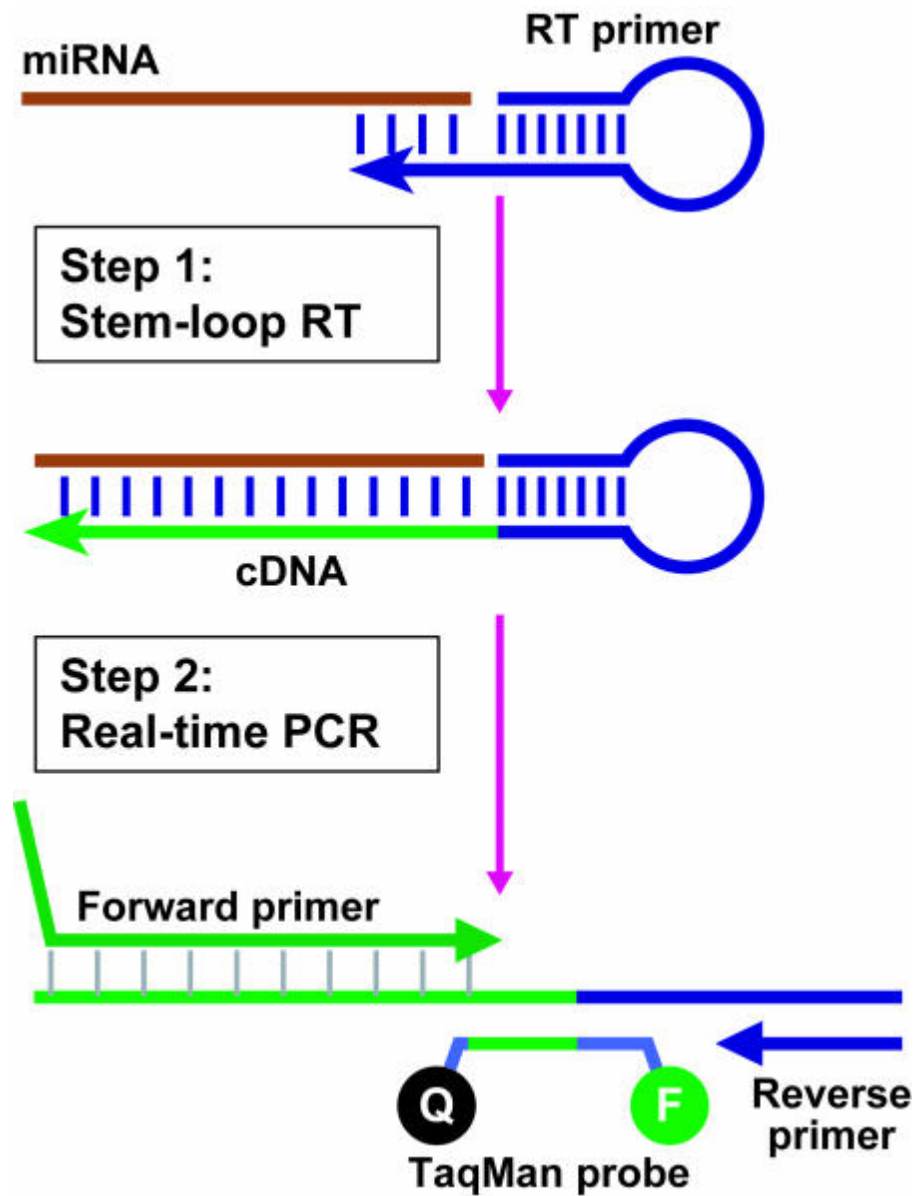 RT primer
miRNA
Step 1:
Stem-loop RT
cDNA
Step 2:
Real-time PCR
Forward primer
Q
F
Reverse
primer
TaqMan probe